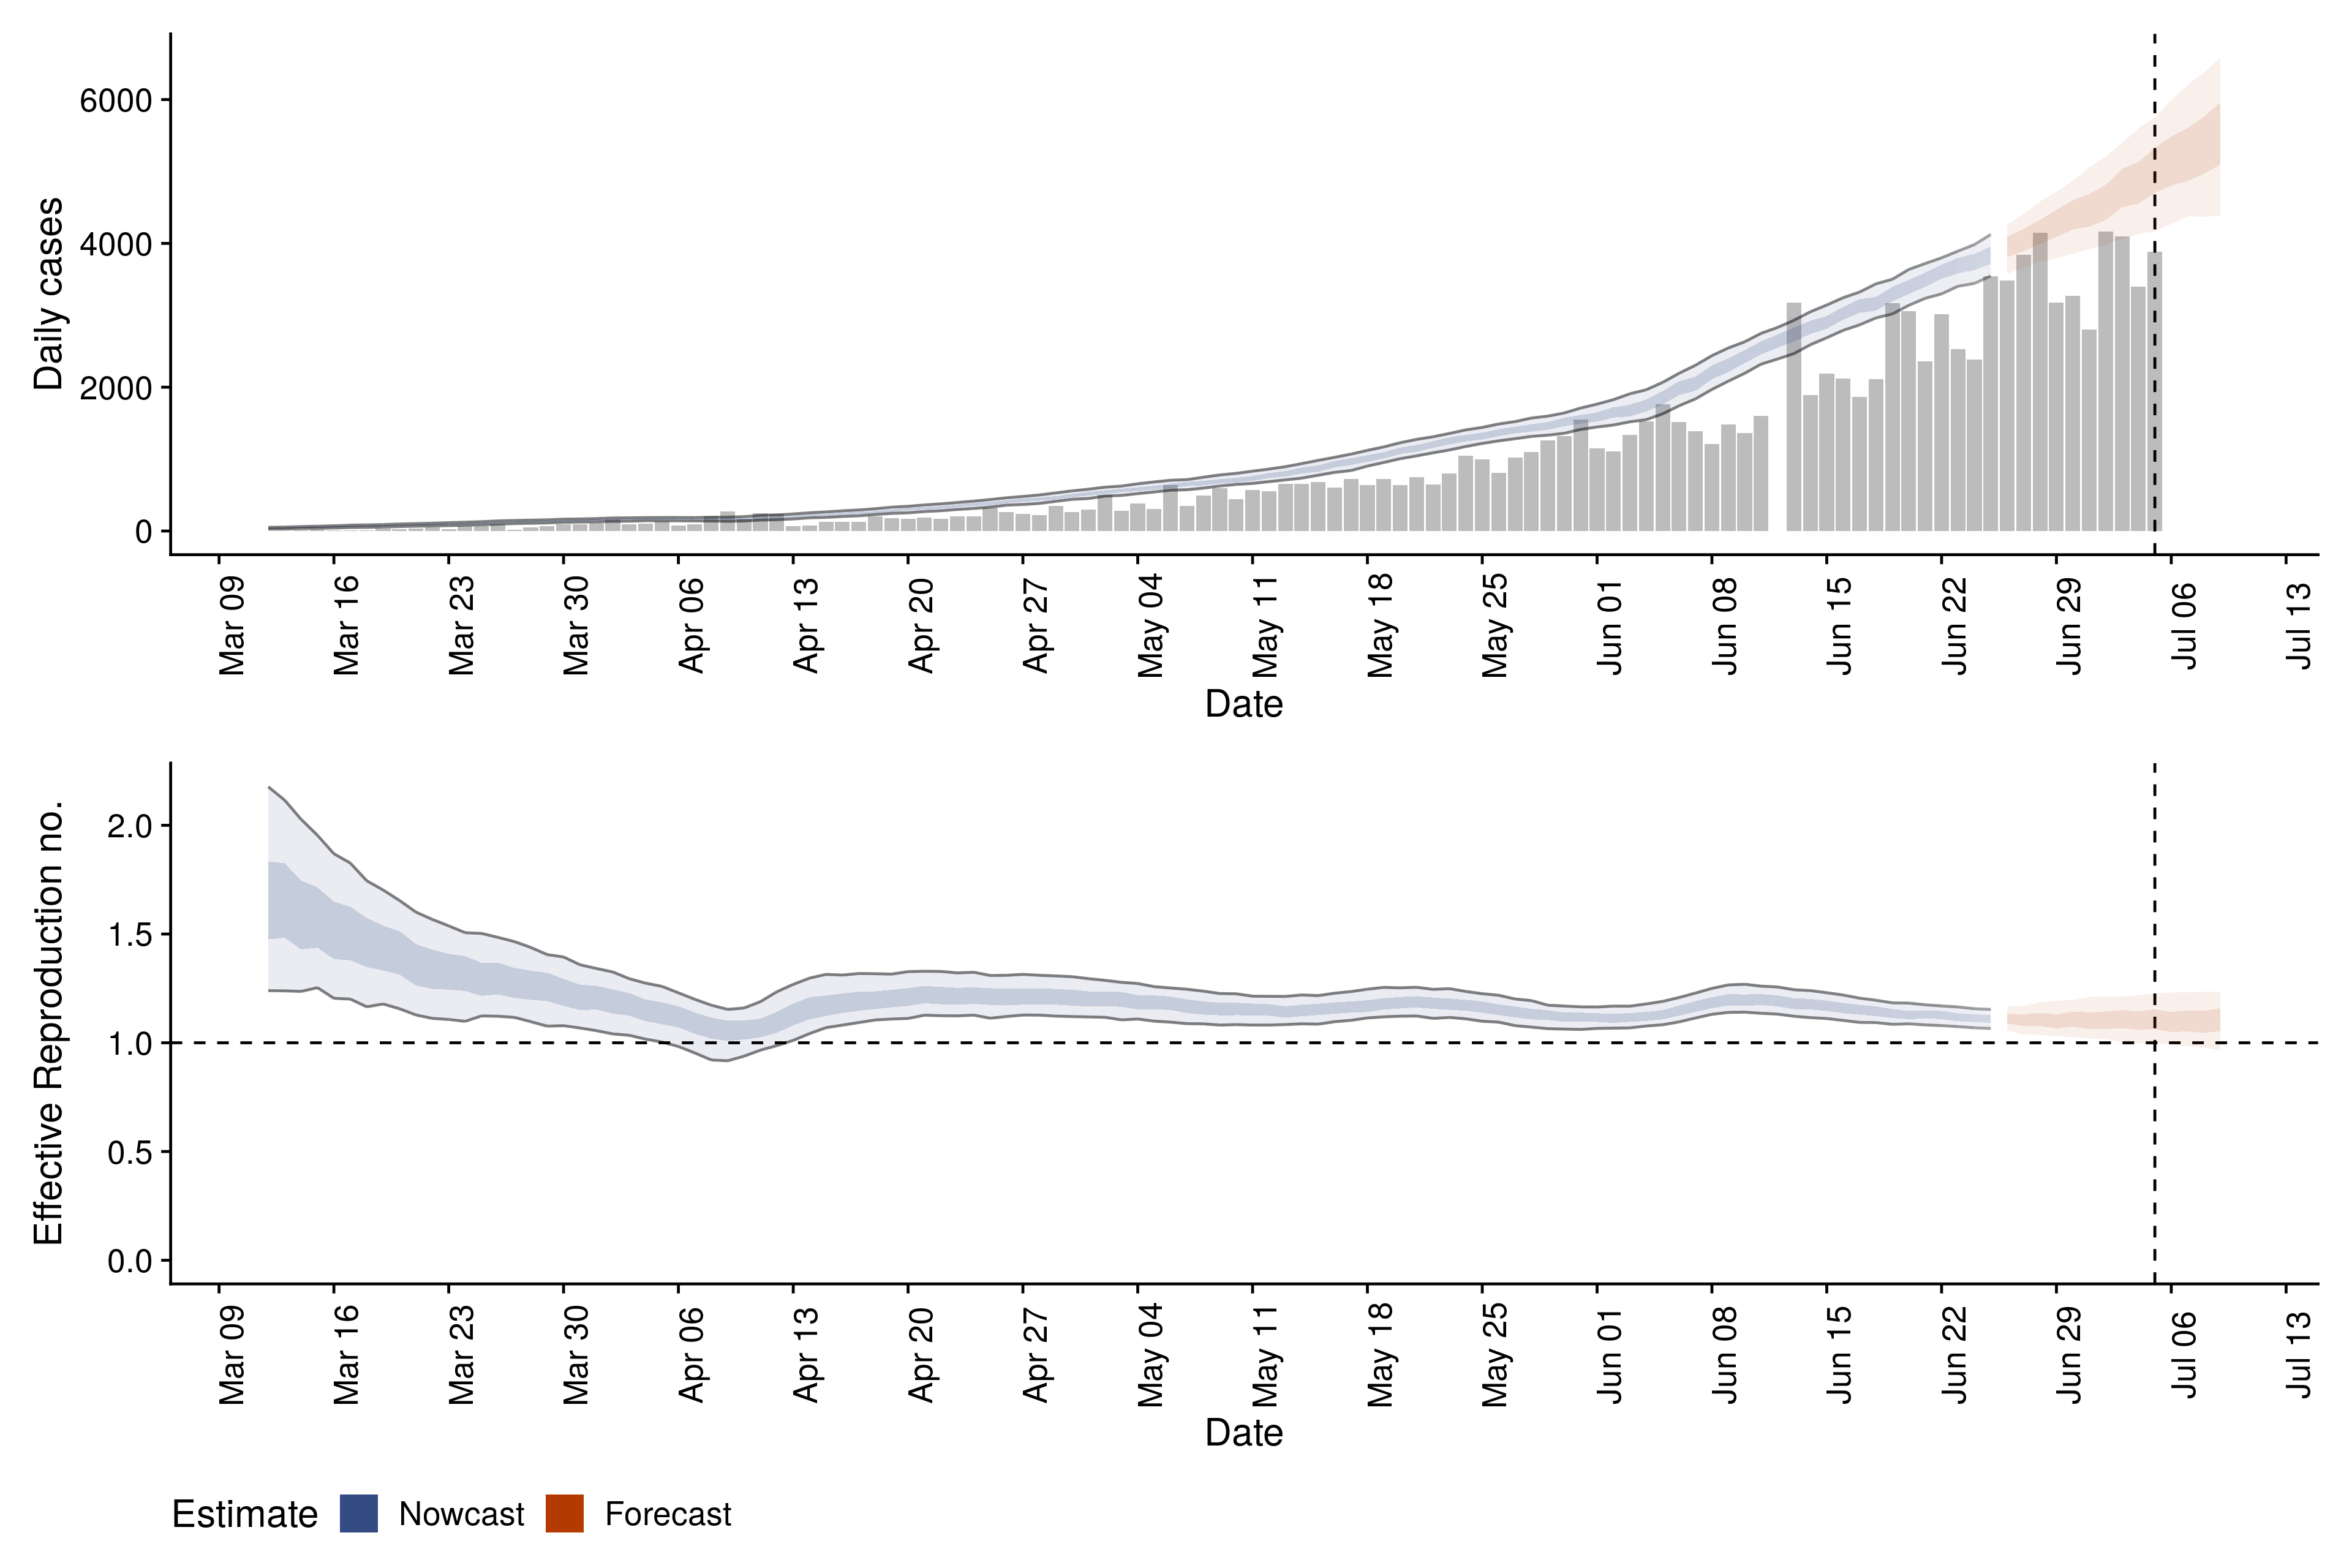 Daily cases
6000
4000
2000
0
Mar 09 Mar 16 Mar 23 Mar 30 Apr 06 Apr 13 Apr 20 Apr 27 May 04 May 11 May 18 May 25 Jun 01 Jun 08 Jun 15 Jun 22 Jun 29 Jul 06 Jul 13
Date
Effective Reproduction no.
2.0
1.5
1.0
0.5
0.0
Mar 09 Mar 16 Mar 23 Mar 30 Apr 06 Apr 13 Apr 20 Apr 27 May 04 May 11 May 18 May 25 Jun 01 Jun 08 Jun 15 Jun 22 Jun 29 Jul 06 Jul 13
Date
Estimate Nowcast Forecast